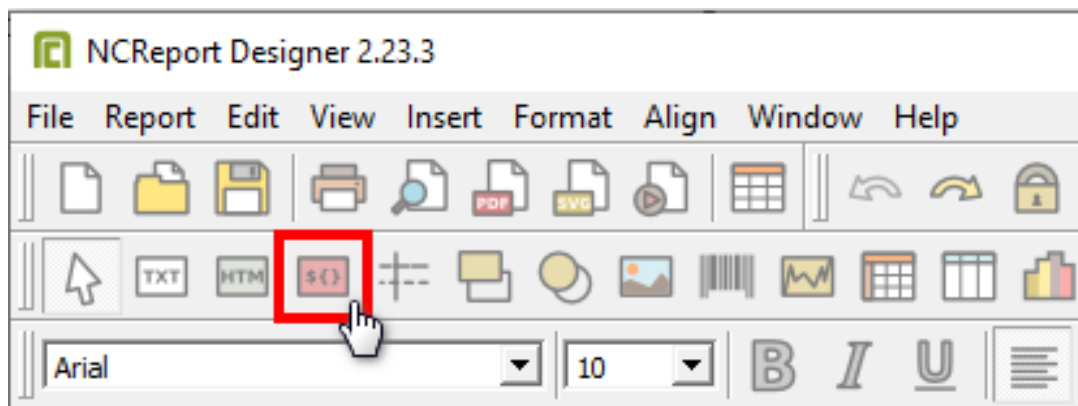 NCReport Designer 2.23.3
File Report Edit View Insert Format Align Window Help
PDF SVG
TXT HTM ${}
Arial 10 B I U